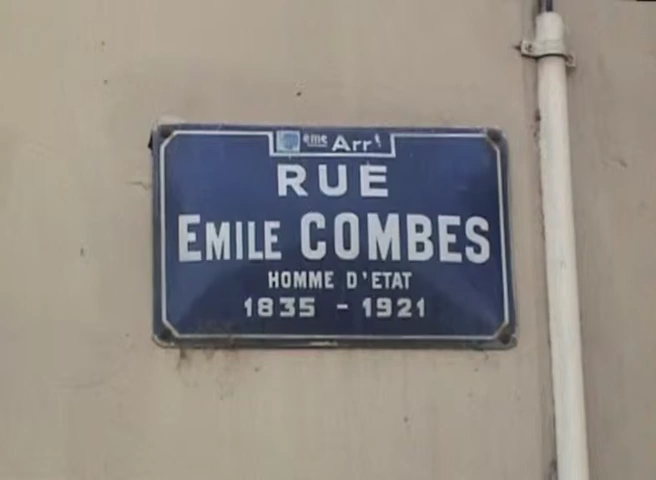 ème Arrt
RUE
EMILE COMBES
HOMME D'ETAT
1835 - 1921